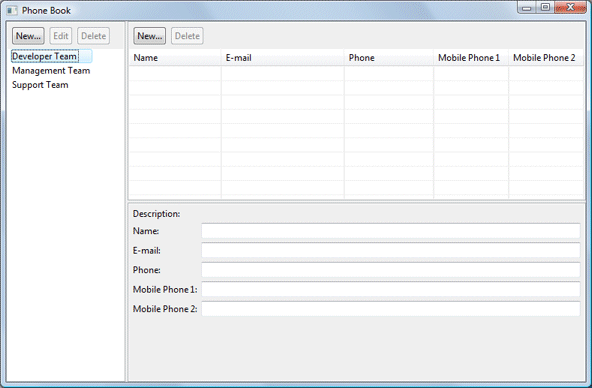 Phone Book
New... Edit Delete
Developer Team
Management Team
Support Team
New... Delete
Name E-mail Phone Mobile Phone 1 Mobile Phone 2
Description:
Name:
E-mail:
Phone:
Mobile Phone 1:
Mobile Phone 2: